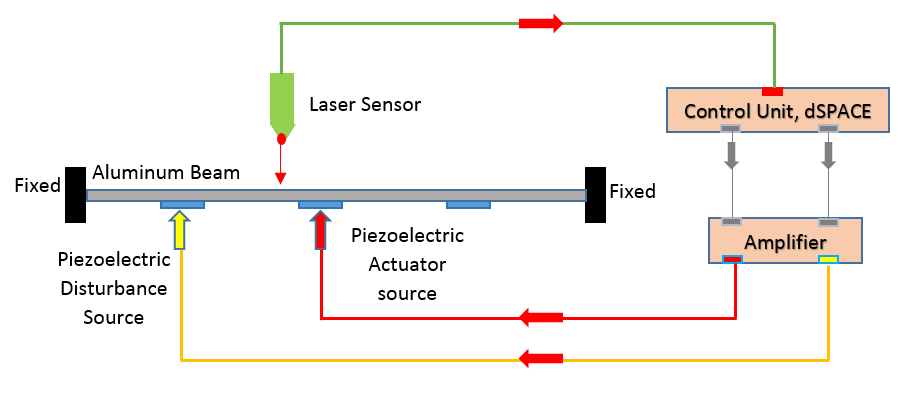 Laser Sensor
Control Unit, dSPACE
Fixed
Aluminum Beam
Fixed
Piezoelectric
Disturbance
Source
Piezoelectric
Actuator
source
Amplifier